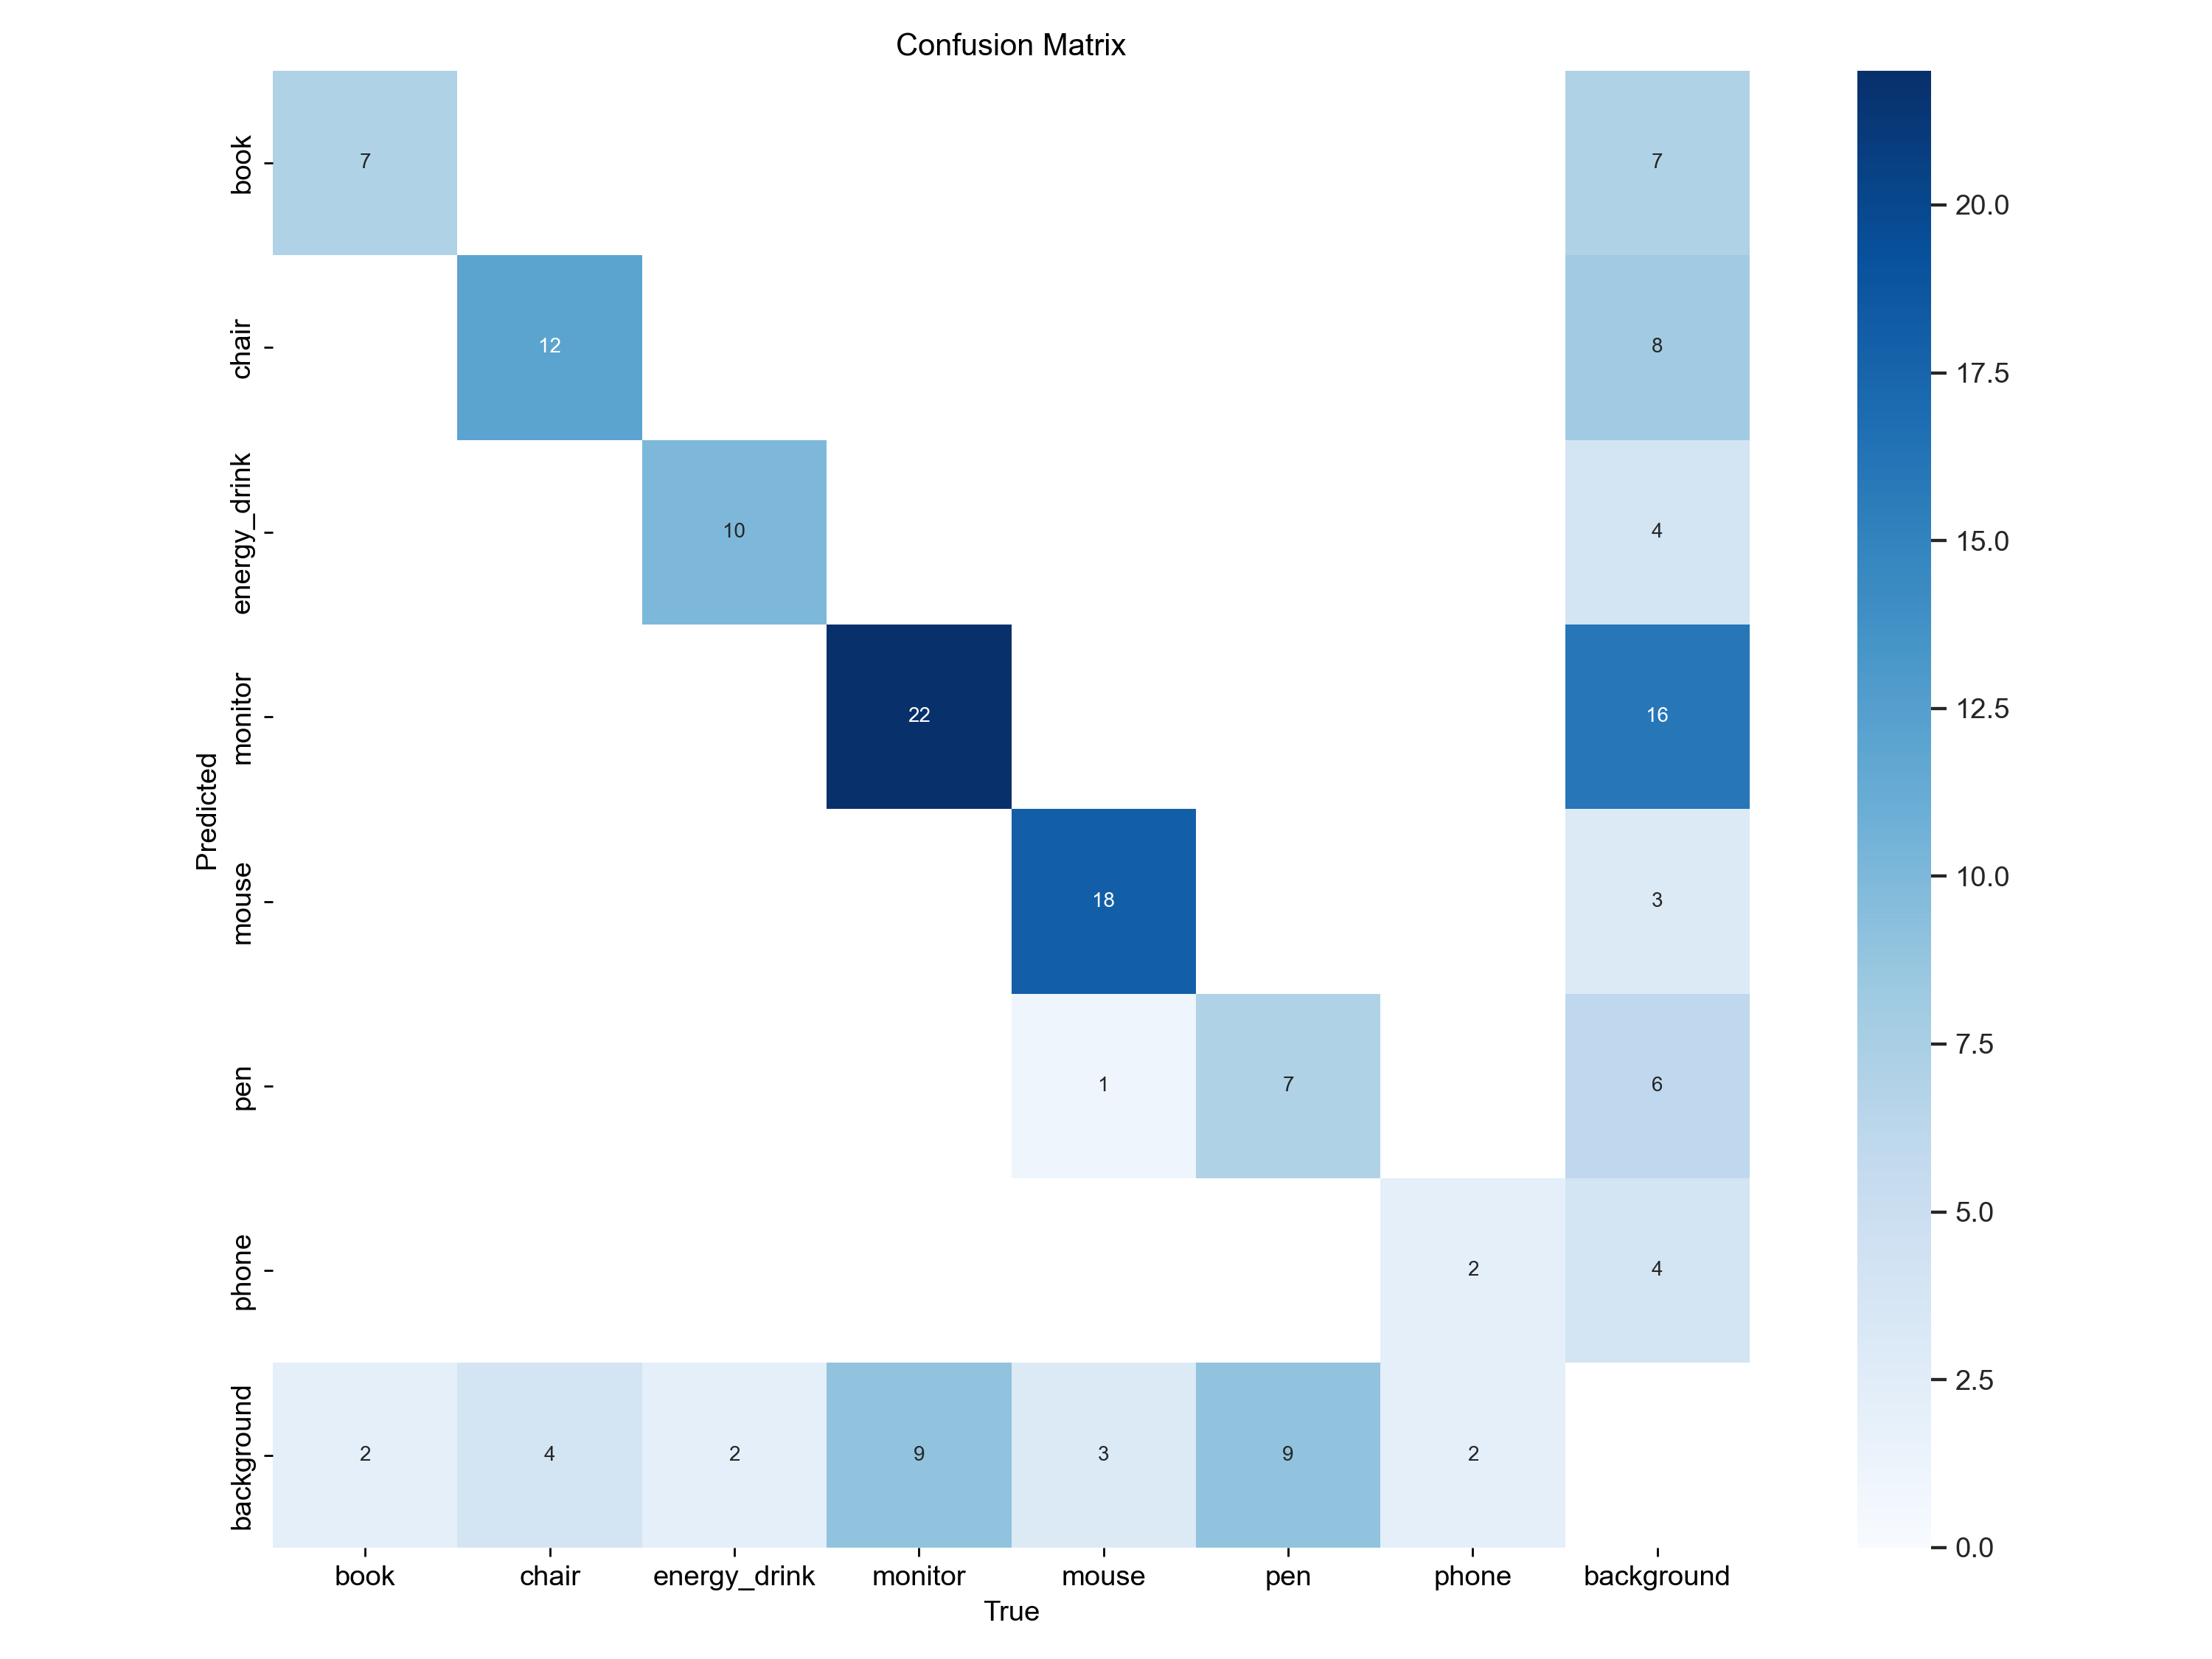 Confusion Matrix
book
7
7
chair
12
8
energy_drink
10
4
monitor
22
16
mouse
18
3
pen
1
7
6
phone
2
4
background
2
4
2
9
3
9
2
book
chair
energy_drink
monitor
mouse
pen
phone
background
True
Predicted
20.0
17.5
15.0
12.5
10.0
7.5
5.0
2.5
0.0